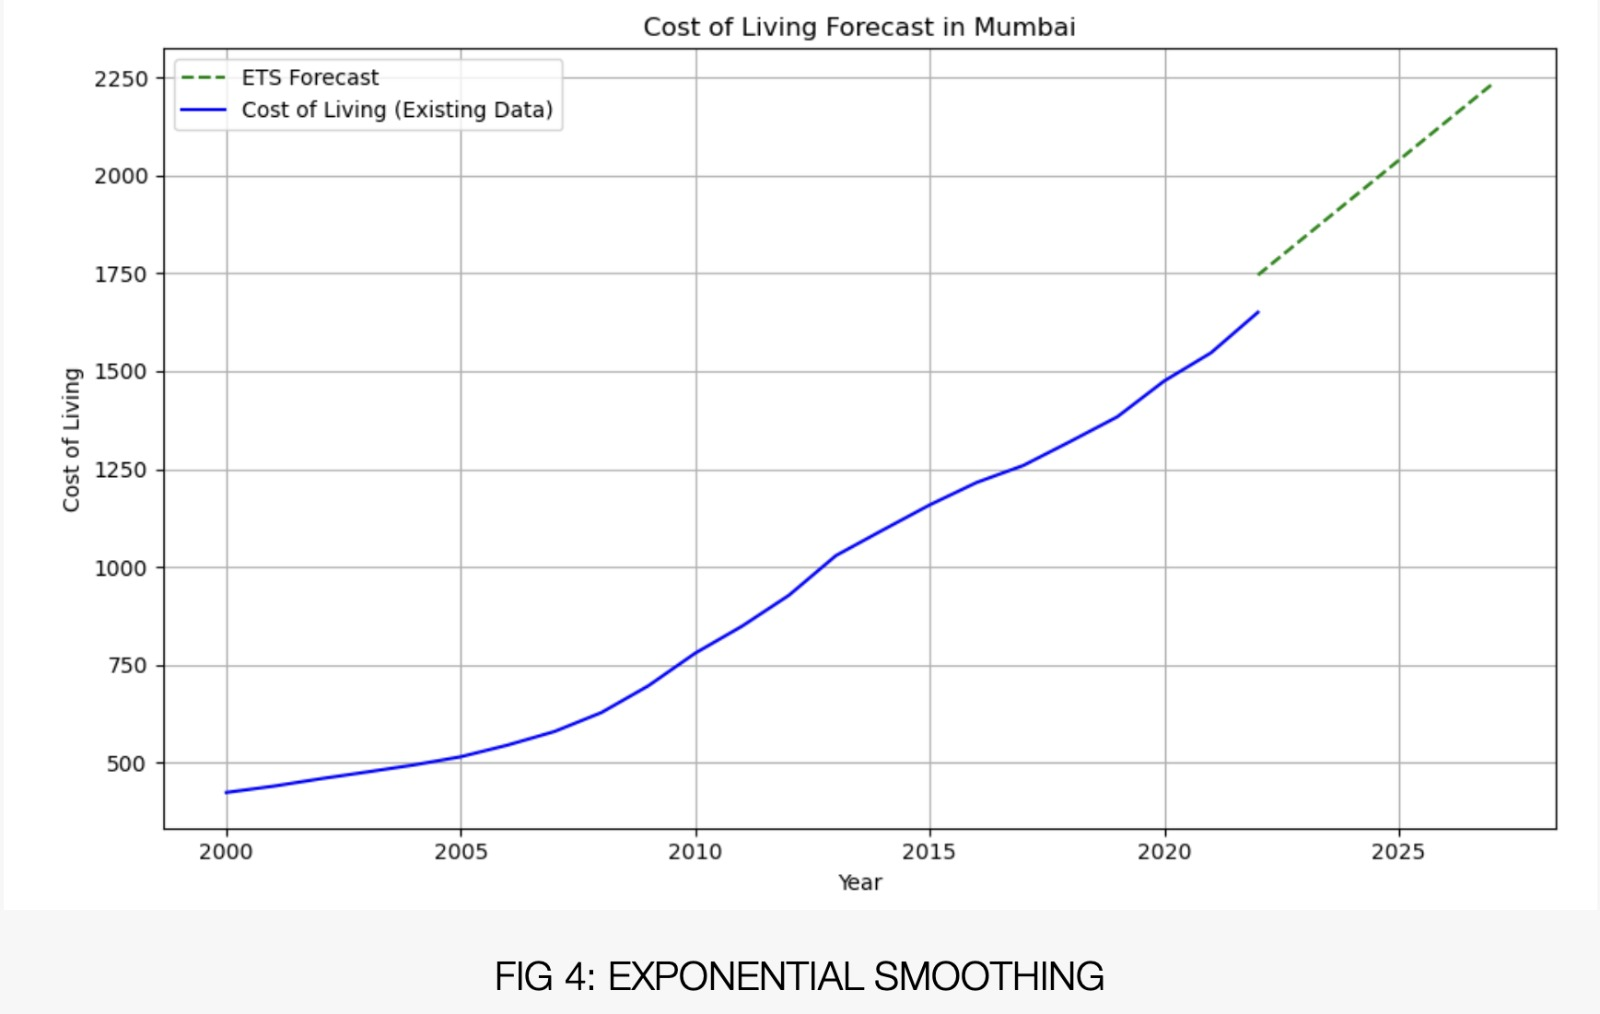 Cost of Living Forecast in Mumbai
ETS Forecast
Cost of Living (Existing Data)
2250
2000
1750
1500
1250
1000
750
500
Cost of Living
2000 2005 2010 2015 2020 2025
Year
FIG 4: EXPONENTIAL SMOOTHING